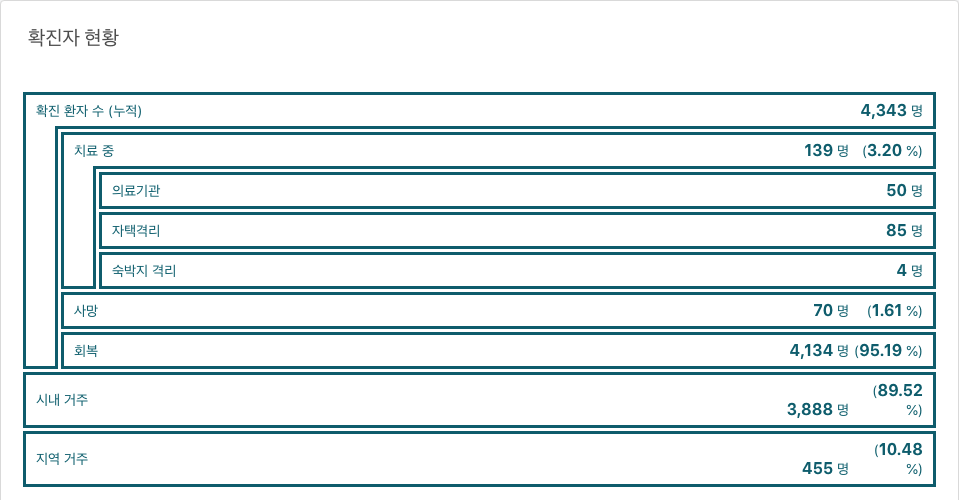 확진자 현황
확진 환자 수 (누적) 4,343 명
치료 중 139 명 (3.20 %)
의료기관 50 명
자택격리 85 명
숙박지 격리 4 명
사망 70 명 (1.61 %)
회복 4,134 명 (95.19 %)
시내 거주 3,888 명 (89.52 %)
지역 거주 455 명 (10.48 %)